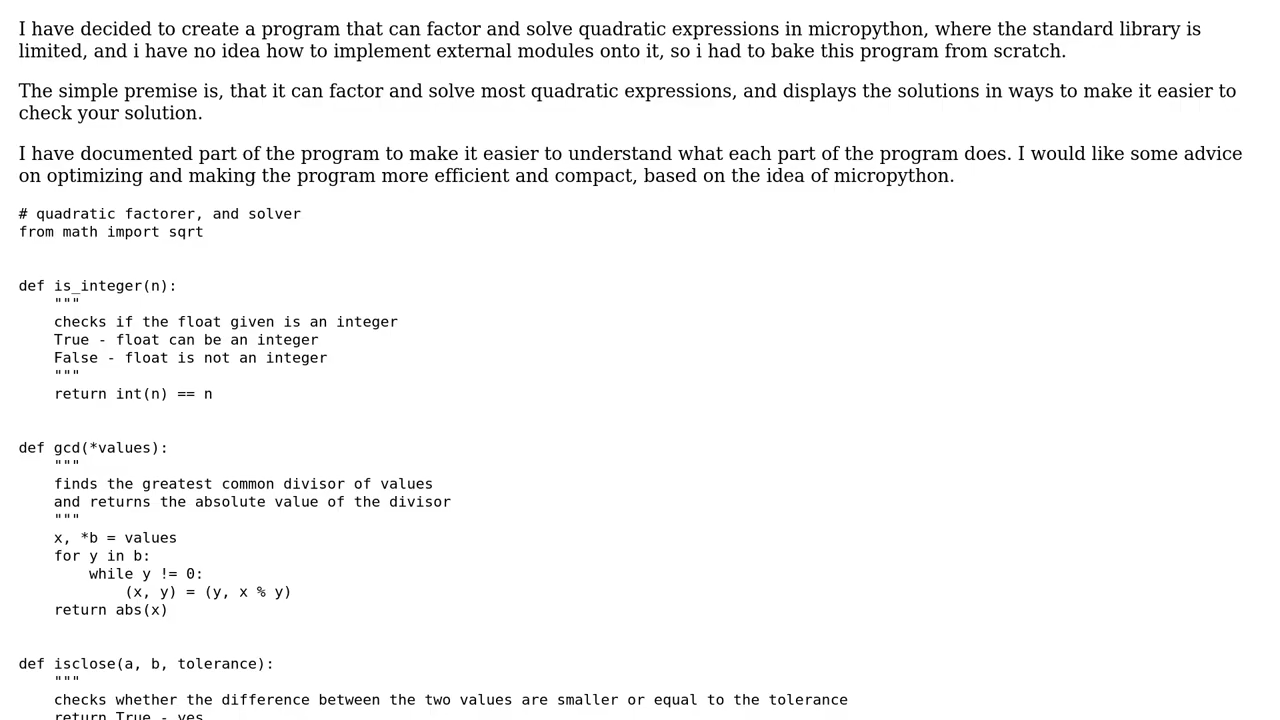 I have decided to create a program that can factor and solve quadratic expressions in micropython, where the standard library is
limited, and i have no idea how to implement external modules onto it, so i had to bake this program from scratch.
The simple premise is, that it can factor and solve most quadratic expressions, and displays the solutions in ways to make it easier to
check your solution.
I have documented part of the program to make it easier to understand what each part of the program does. I would like some advice
on optimizing and making the program more efficient and compact, based on the idea of micropython.
# quadratic factorer, and solver
from math import sqrt
def is_integer(n):
    """
    checks if the float given is an integer
    True - float can be an integer
    False - float is not an integer
    """
    return int(n) == n
def gcd(*values):
    """
    finds the greatest common divisor of values
    and returns the absolute value of the divisor
    """
    x, *b = values
    for y in b:
        while y != 0:
            (x, y) = (y, x % y)
    return abs(x)
def isclose(a, b, tolerance):
    """
    checks whether the difference between the two values are smaller or equal to the tolerance
    return True - yes